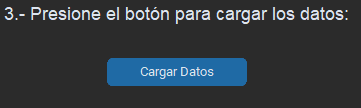 3.- Presione el botón para cargar los datos:
Cargar Datos